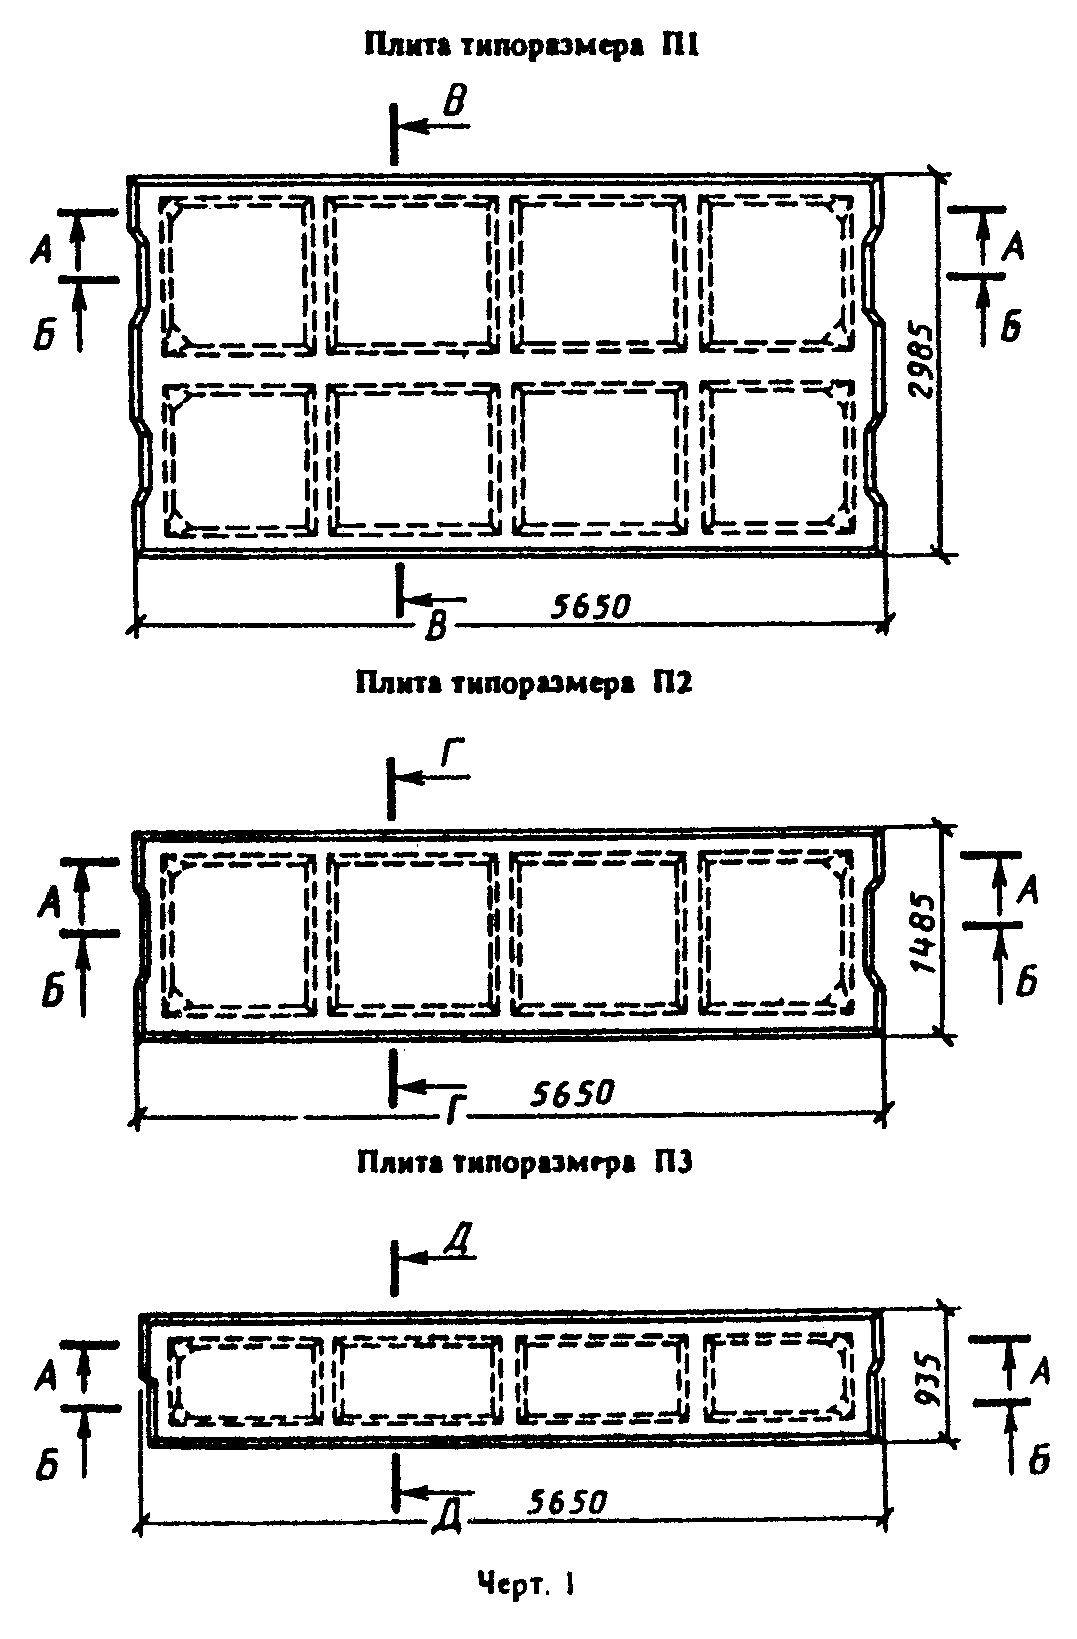 Плита типоразмера П1
В
А
А
Б
Б
2985
5650
В
Плита типоразмера П2
Г
А
А
Б
Б
1485
5650
Г
Плита типоразмера П3
Д
А
А
Б
Б
935
5650
Д
Черт. 1